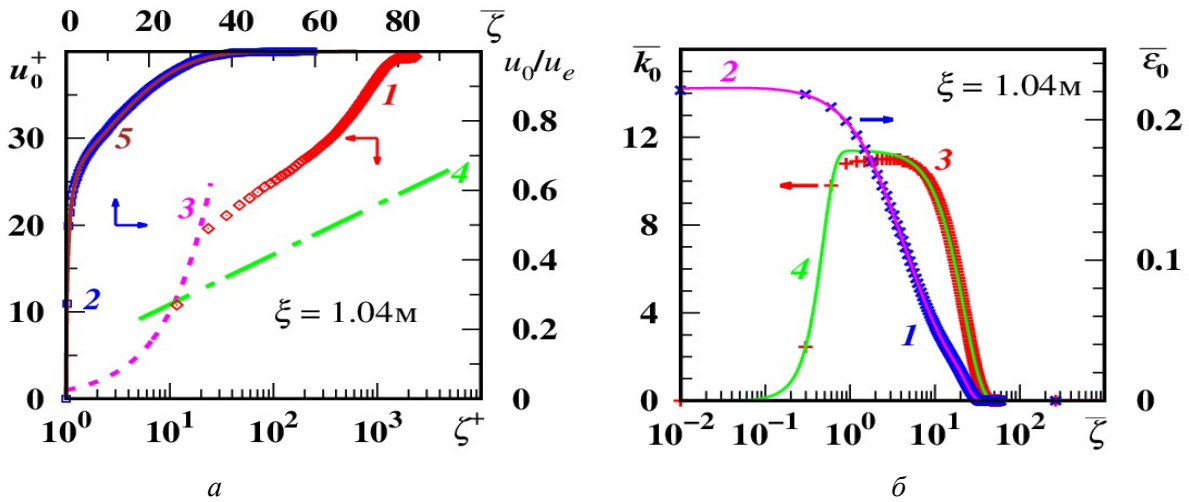 0 20 40 60 80 ζ̅
u₀⁺ u₀/uₑ
30 0.8
20 0.6
0.4
10 0.2
0 0
1 2 3 4 5
ξ = 1.04м
10⁰ 10¹ 10² 10³ ζ⁺
а
k̅₀ ε̅₀
12 0.2
8
4 0.1
0 0
2 3 4 1
ξ = 1.04м
10⁻² 10⁻¹ 10⁰ 10¹ 10² ζ̅
б